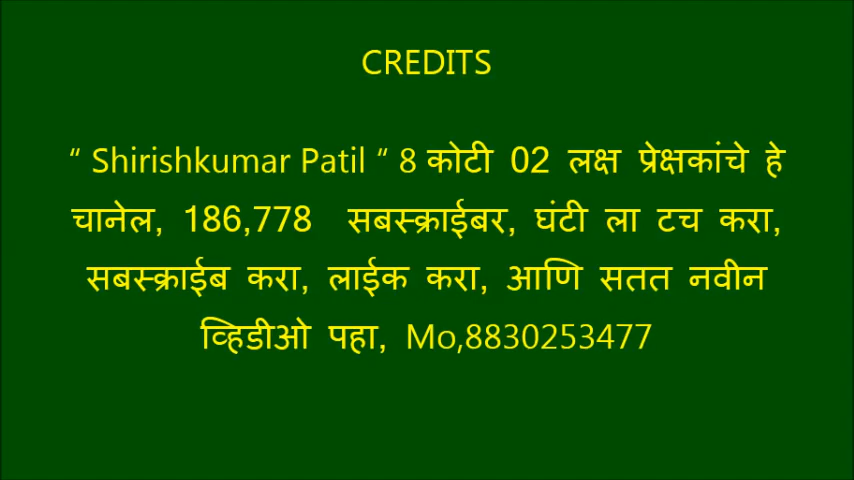 CREDITS
“ Shirishkumar Patil “ 8 कोटी 02 लक्ष प्रेक्षकांचे हे
चानेल, 186,778 सबस्क्राईबर, घंटी ला टच करा,
सबस्क्राईब करा, लाईक करा, आणि सतत नवीन
व्हिडीओ पहा, Mo,8830253477